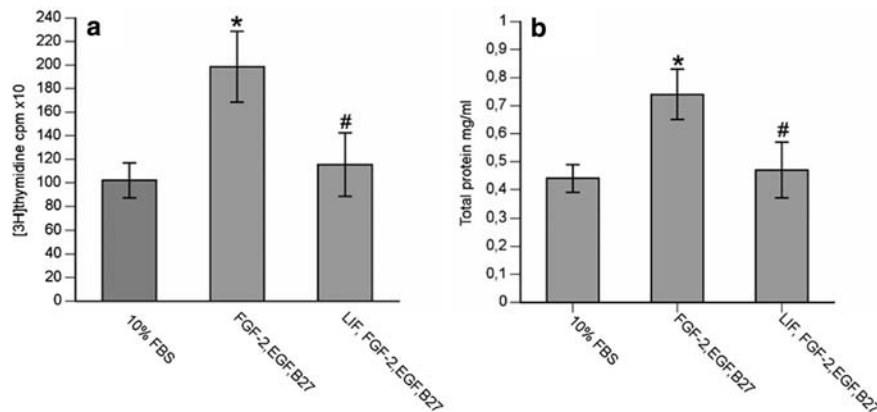 a
[3H]thymidine cpm x10
240
220
200
180
160
140
120
100
80
60
40
20
0
*
#
10% FBS
FGF-2,EGF,B27
LIF, FGF-2,EGF,B27
b
Total protein mg/ml
1
0,9
0,8
0,7
0,6
0,5
0,4
0,3
0,2
0,1
0
*
#
10% FBS
FGF-2,EGF,B27
LIF, FGF-2,EGF,B27